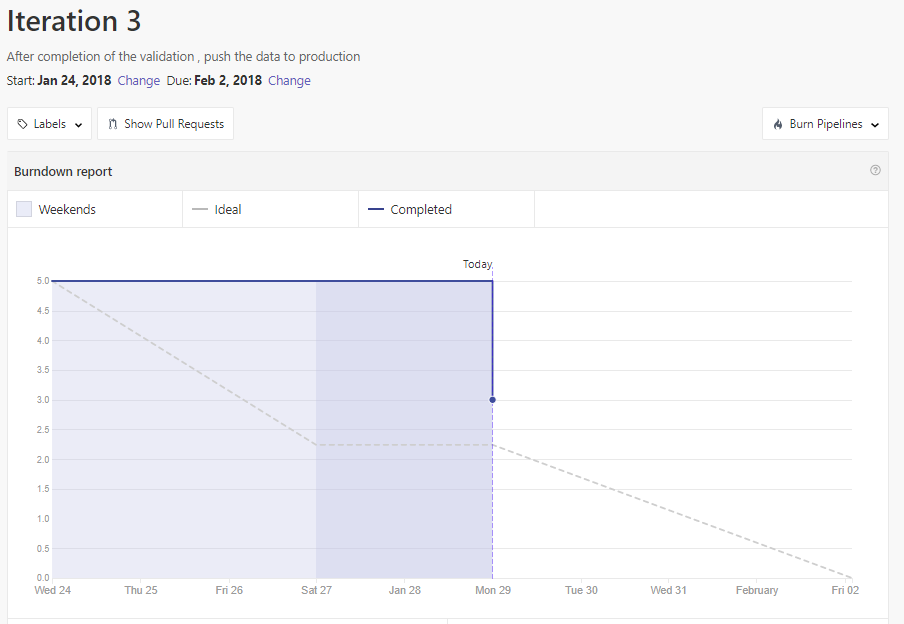 Iteration 3
After completion of the validation , push the data to production
Start: Jan 24, 2018 Change Due: Feb 2, 2018 Change
Labels Show Pull Requests Burn Pipelines
Burndown report
Weekends Ideal Completed
Today
5.0
4.5
4.0
3.5
3.0
2.5
2.0
1.5
1.0
0.5
0.0
Wed 24 Thu 25 Fri 26 Sat 27 Jan 28 Mon 29 Tue 30 Wed 31 February Fri 02